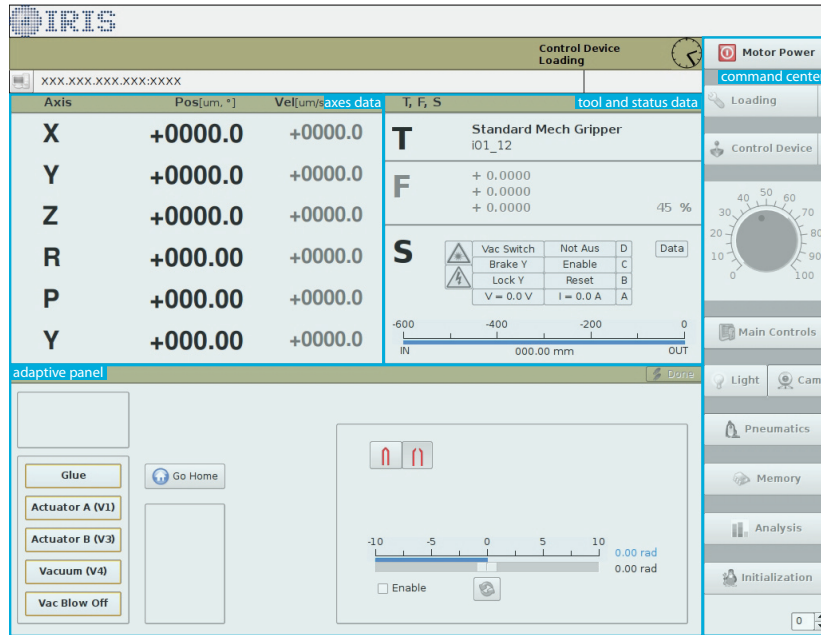 IRIS
Control Device
Loading
Motor Power
command center
XXX.XXX.XXX.XXX:XXXX
Axis Pos[um, °] Vel[um/s axes data
X +0000.0 +0000.0
Y +0000.0 +0000.0
Z +0000.0 +0000.0
R +000.00 +0000.0
P +000.00 +0000.0
Y +000.00 +0000.0
T, F, S tool and status data
T Standard Mech Gripper
i01_12
F + 0.0000
+ 0.0000
+ 0.0000 45 %
S Vac Switch Not Aus D Data
Brake Y Enable C
Lock Y Reset B
V = 0.0 V I = 0.0 A A
-600 -400 -200 0
IN 000.00 mm OUT
Loading
Control Device
0 10 20 30 40 50 60 70 80 90 100
Main Controls
Light Cam
Pneumatics
Memory
Analysis
Initialization
0
adaptive panel Done
Glue
Actuator A (V1)
Actuator B (V3)
Vacuum (V4)
Vac Blow Off
Go Home
-10 -5 0 5 10
0.00 rad
0.00 rad
Enable